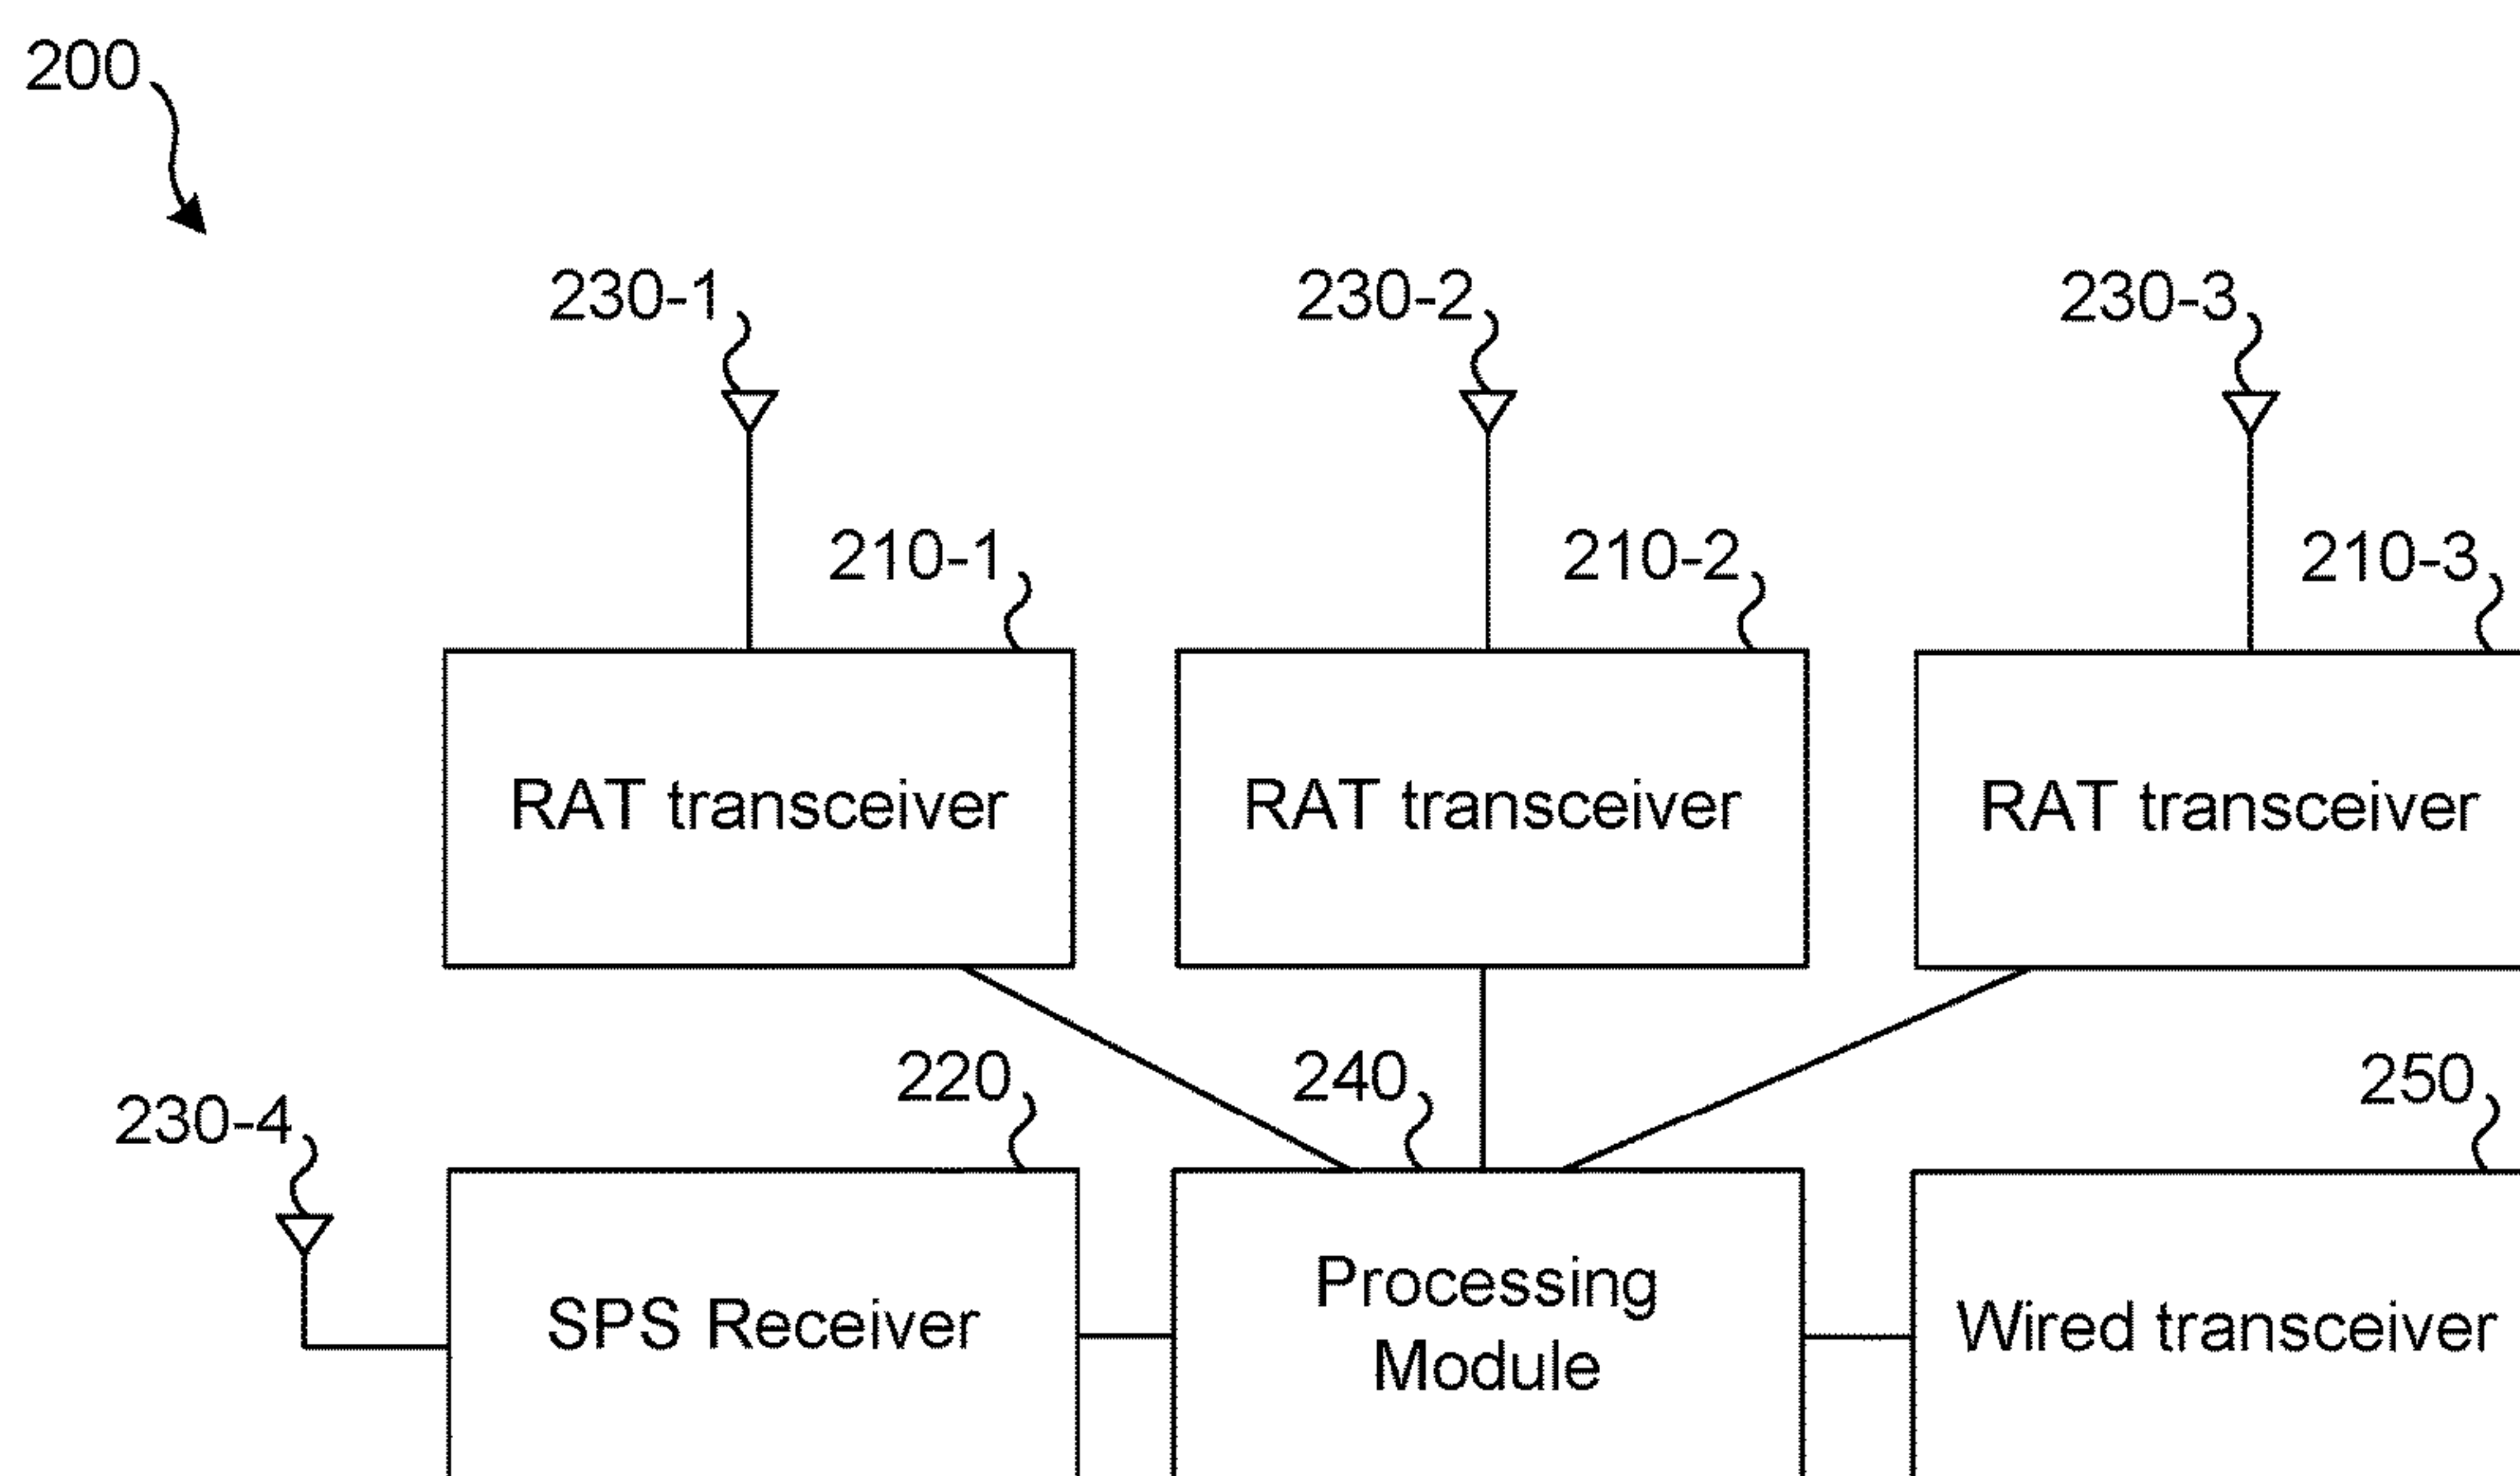 200
230-1 230-2 230-3
210-1 210-2 210-3
RAT transceiver RAT transceiver RAT transceiver
220 240 250
230-4
SPS Receiver
Processing
Module
Wired transceiver